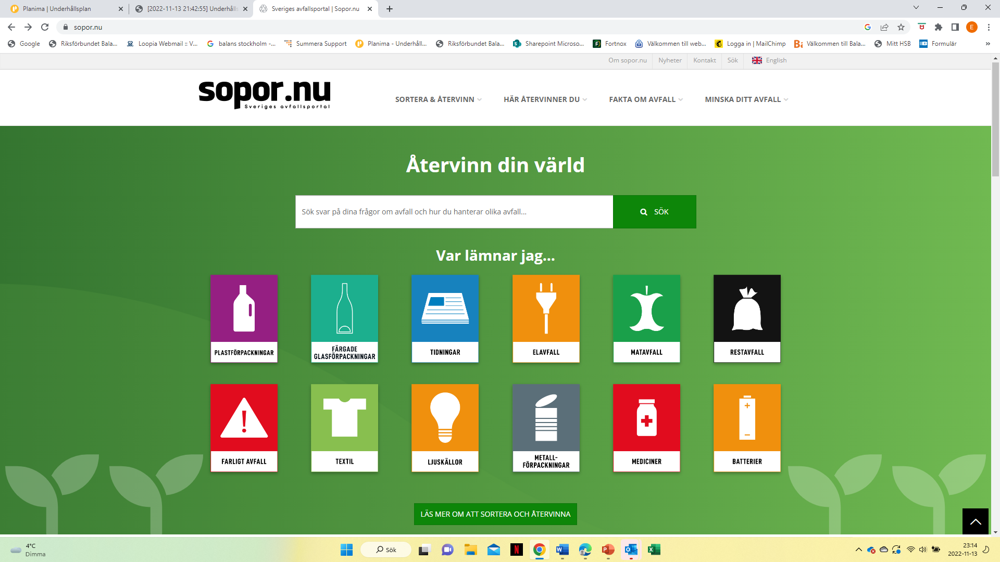 Planima | Underhållsplan
[2022-11-13 21:42:55] Underhålls
Sveriges avfallsportal | Sopor.nu
sopor.nu
E
Google
Riksförbundet Bala...
Loopia Webmail :: V...
balans stockholm -...
Summera Support
Planima - Underhåll...
Riksförbundet Bala...
Sharepoint Microso...
Fortnox
Välkommen till web...
Logga in | MailChimp
Välkommen till Bala...
Mitt HSB
Formulär
Om sopor.nu
Nyheter
Kontakt
Sök
English
sopor.nu
Sveriges avfallsportal
SORTERA & ÅTERVINN
HÄR ÅTERVINNER DU
FAKTA OM AVFALL
MINSKA DITT AVFALL
Återvinn din värld
Sök svar på dina frågor om avfall och hur du hanterar olika avfall...
SÖK
Var lämnar jag...
PLASTFÖRPACKNINGAR
FÄRGADE
GLASFÖRPACKNINGAR
TIDNINGAR
ELAVFALL
MATAVFALL
RESTAVFALL
FARLIGT AVFALL
TEXTIL
LJUSKÄLLOR
METALL-
FÖRPACKNINGAR
MEDICINER
BATTERIER
LÄS MER OM ATT SORTERA OCH ÅTERVINNA
4°C
Dimma
Sök
23:14
2022-11-13